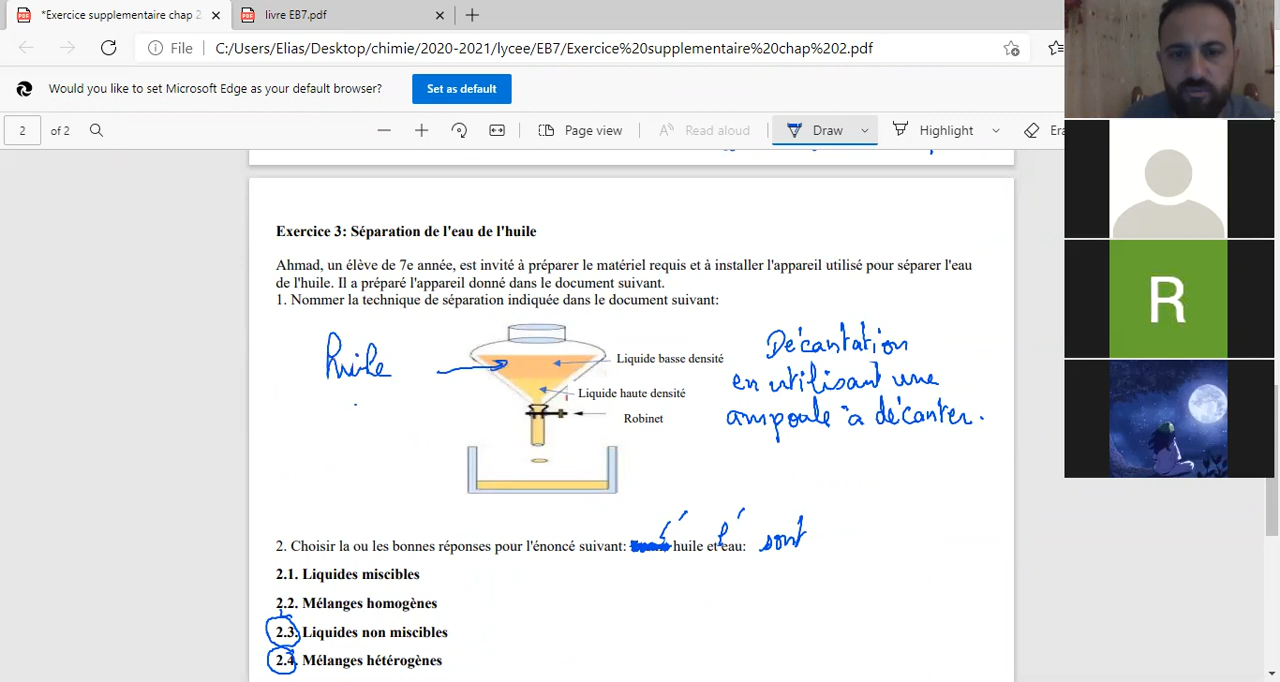 *Exercice supplementaire chap 2
livre EB7.pdf
File
C:/Users/Elias/Desktop/chimie/2020-2021/lycee/EB7/Exercice%20supplementaire%20chap%202.pdf
Would you like to set Microsoft Edge as your default browser?
Set as default
2
of 2
Page view
Read aloud
Draw
Highlight
Era
Exercice 3: Séparation de l'eau de l'huile
Ahmad, un élève de 7e année, est invité à préparer le matériel requis et à installer l'appareil utilisé pour séparer l'eau
de l'huile. Il a préparé l'appareil donné dans le document suivant.
1. Nommer la technique de séparation indiquée dans le document suivant:
huile
Liquide basse densité
Liquide haute densité
Robinet
Décantation
en utilisant une
ampoule à décanter.
R
2. Choisir la ou les bonnes réponses pour l'énoncé suivant: l'huile et l'eau: sont
2.1. Liquides miscibles
2.2. Mélanges homogènes
2.3. Liquides non miscibles
2.4. Mélanges hétérogènes